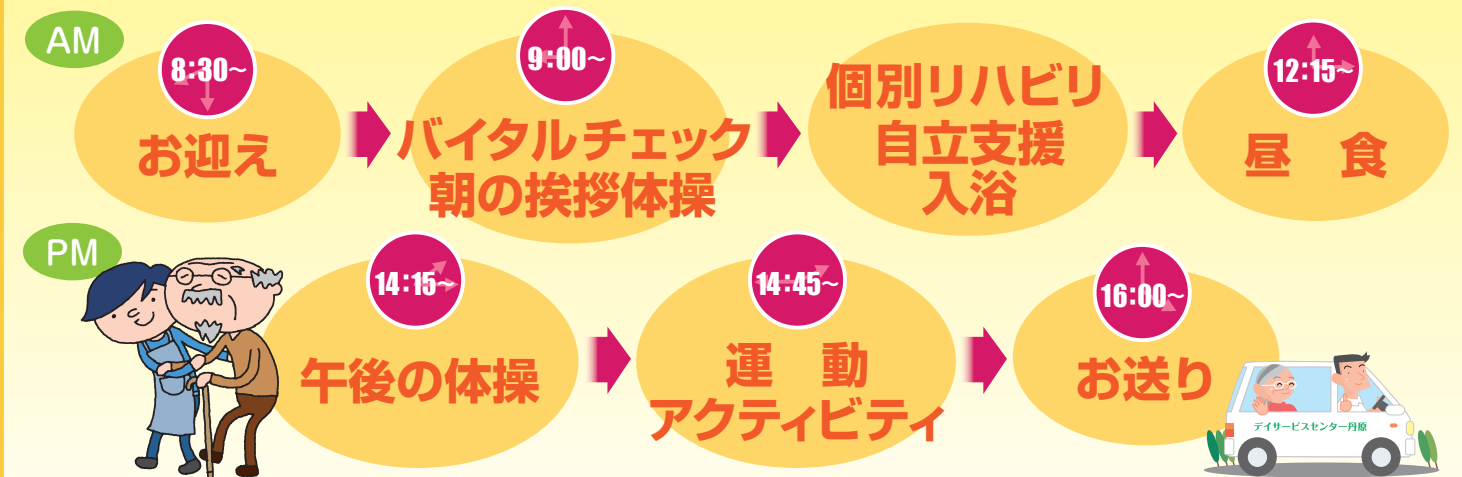 AM
8:30～
お迎え
9:00～
バイタルチェック
朝の挨拶体操
個別リハビリ
自立支援
入浴
12:15～
昼　食
PM
14:15～
午後の体操
14:45～
運　動
アクティビティ
16:00～
お送り
デイサービスセンター丹原